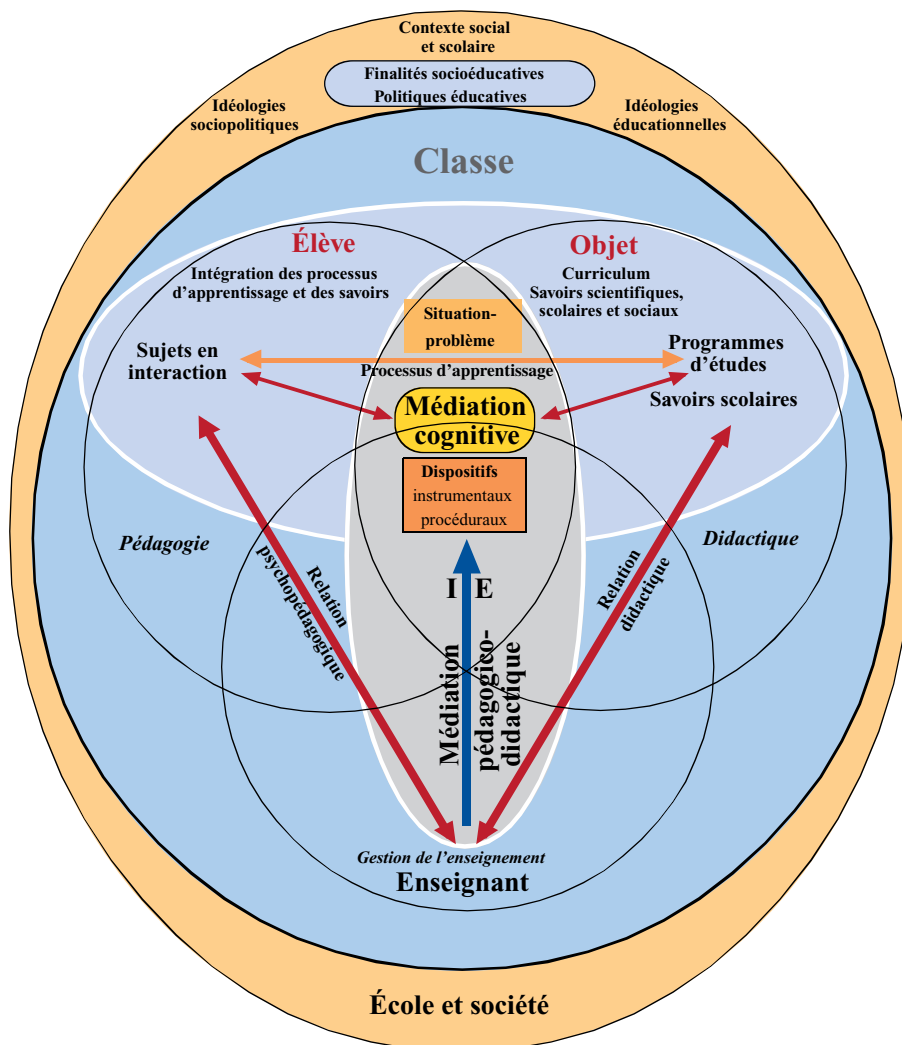 Contexte social
et scolaire
Finalités socioéducatives
Politiques éducatives
Idéologies
sociopolitiques
Idéologies
éducationnelles
Classe
Élève
Intégration des processus
d’apprentissage et des savoirs
Objet
Curriculum
Savoirs scientifiques,
scolaires et sociaux
Situation-
problème
Sujets en
interaction
Processus d’apprentissage
Programmes
d’études
Savoirs scolaires
Médiation
cognitive
Dispositifs
instrumentaux
procéduraux
Pédagogie
Didactique
Relation
psychopédagogique
Relation
didactique
I E
Médiation
pédagogico-
didactique
Gestion de l’enseignement
Enseignant
École et société